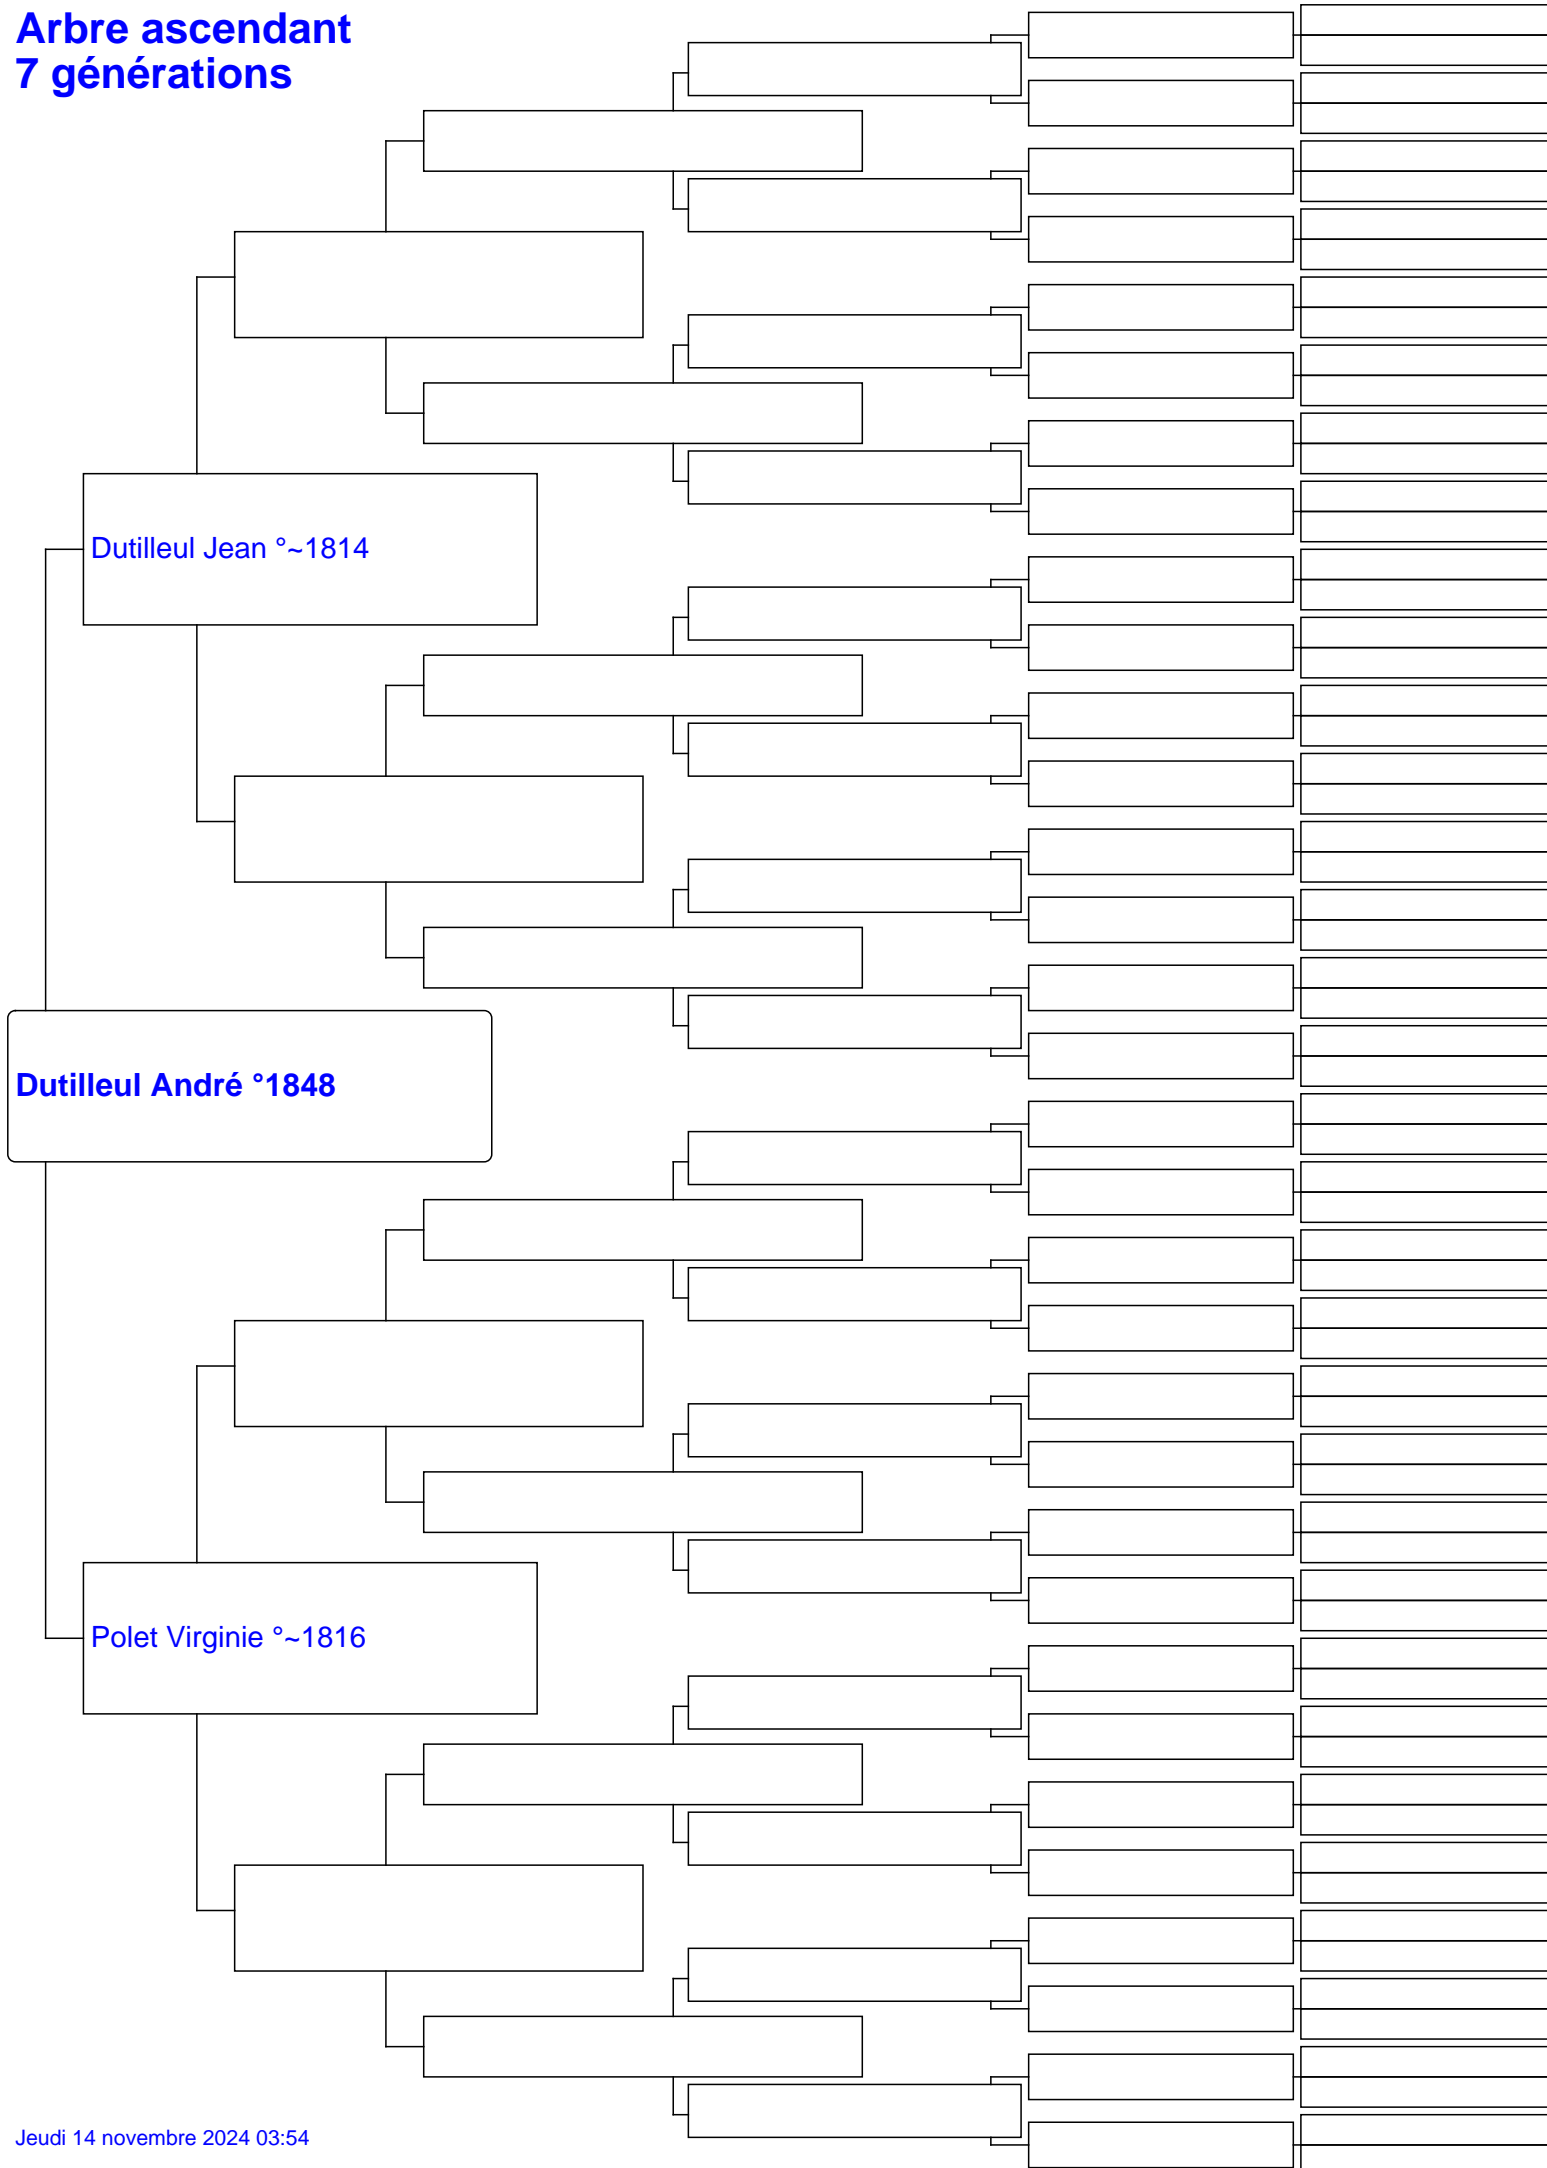 Arbre ascendant
7 générations
Dutilleul Jean °~1814
Dutilleul André °1848
Polet Virginie °~1816
Jeudi 14 novembre 2024 03:54